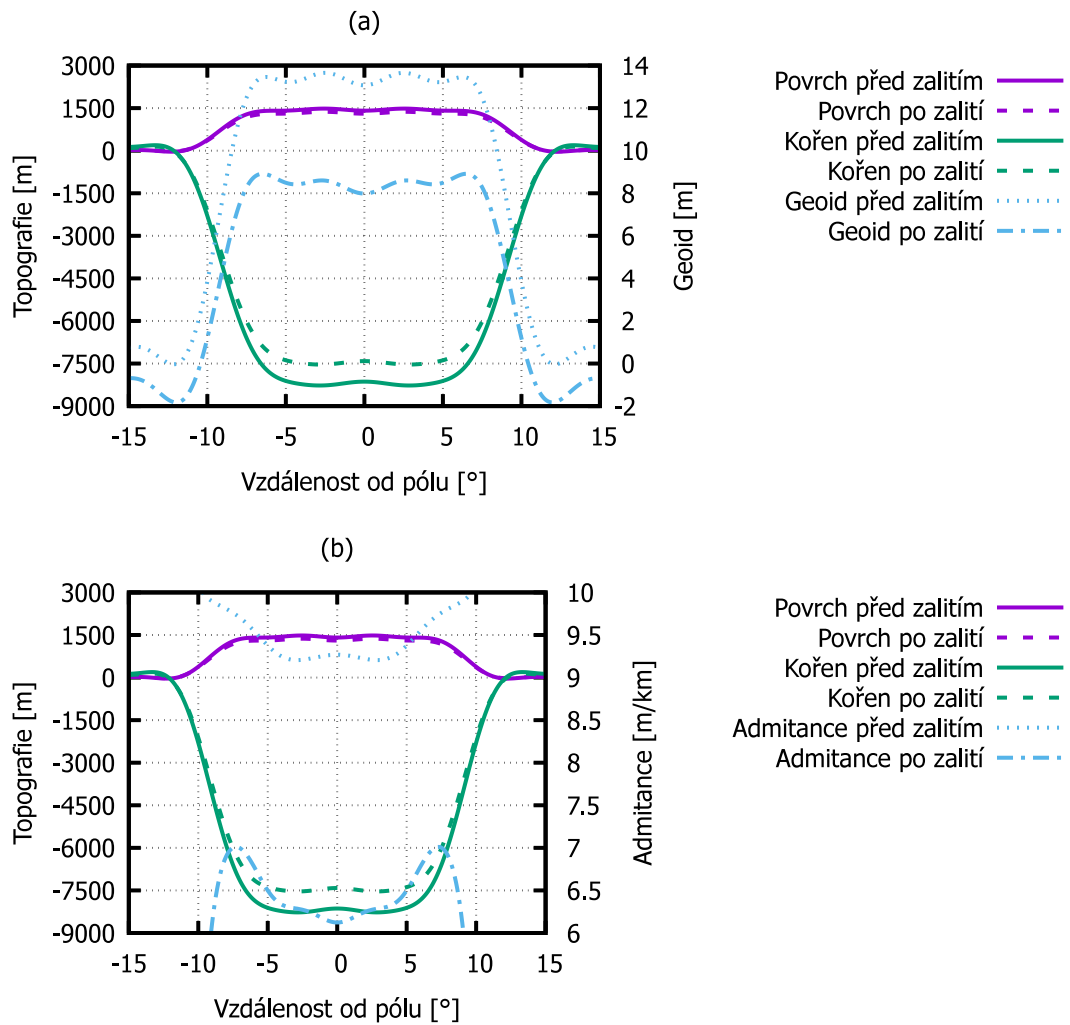 (a)
3000
1500
0
-1500
-3000
-4500
-6000
-7500
-9000
Topografie [m]
14
12
10
8
6
4
2
0
-2
Geoid [m]
-15 -10 -5 0 5 10 15
Vzdálenost od pólu [°]
Povrch před zalitím
Povrch po zalití
Kořen před zalitím
Kořen po zalití
Geoid před zalitím
Geoid po zalití
(b)
3000
1500
0
-1500
-3000
-4500
-6000
-7500
-9000
Topografie [m]
10
9.5
9
8.5
8
7.5
7
6.5
6
Admitance [m/km]
-15 -10 -5 0 5 10 15
Vzdálenost od pólu [°]
Povrch před zalitím
Povrch po zalití
Kořen před zalitím
Kořen po zalití
Admitance před zalitím
Admitance po zalití